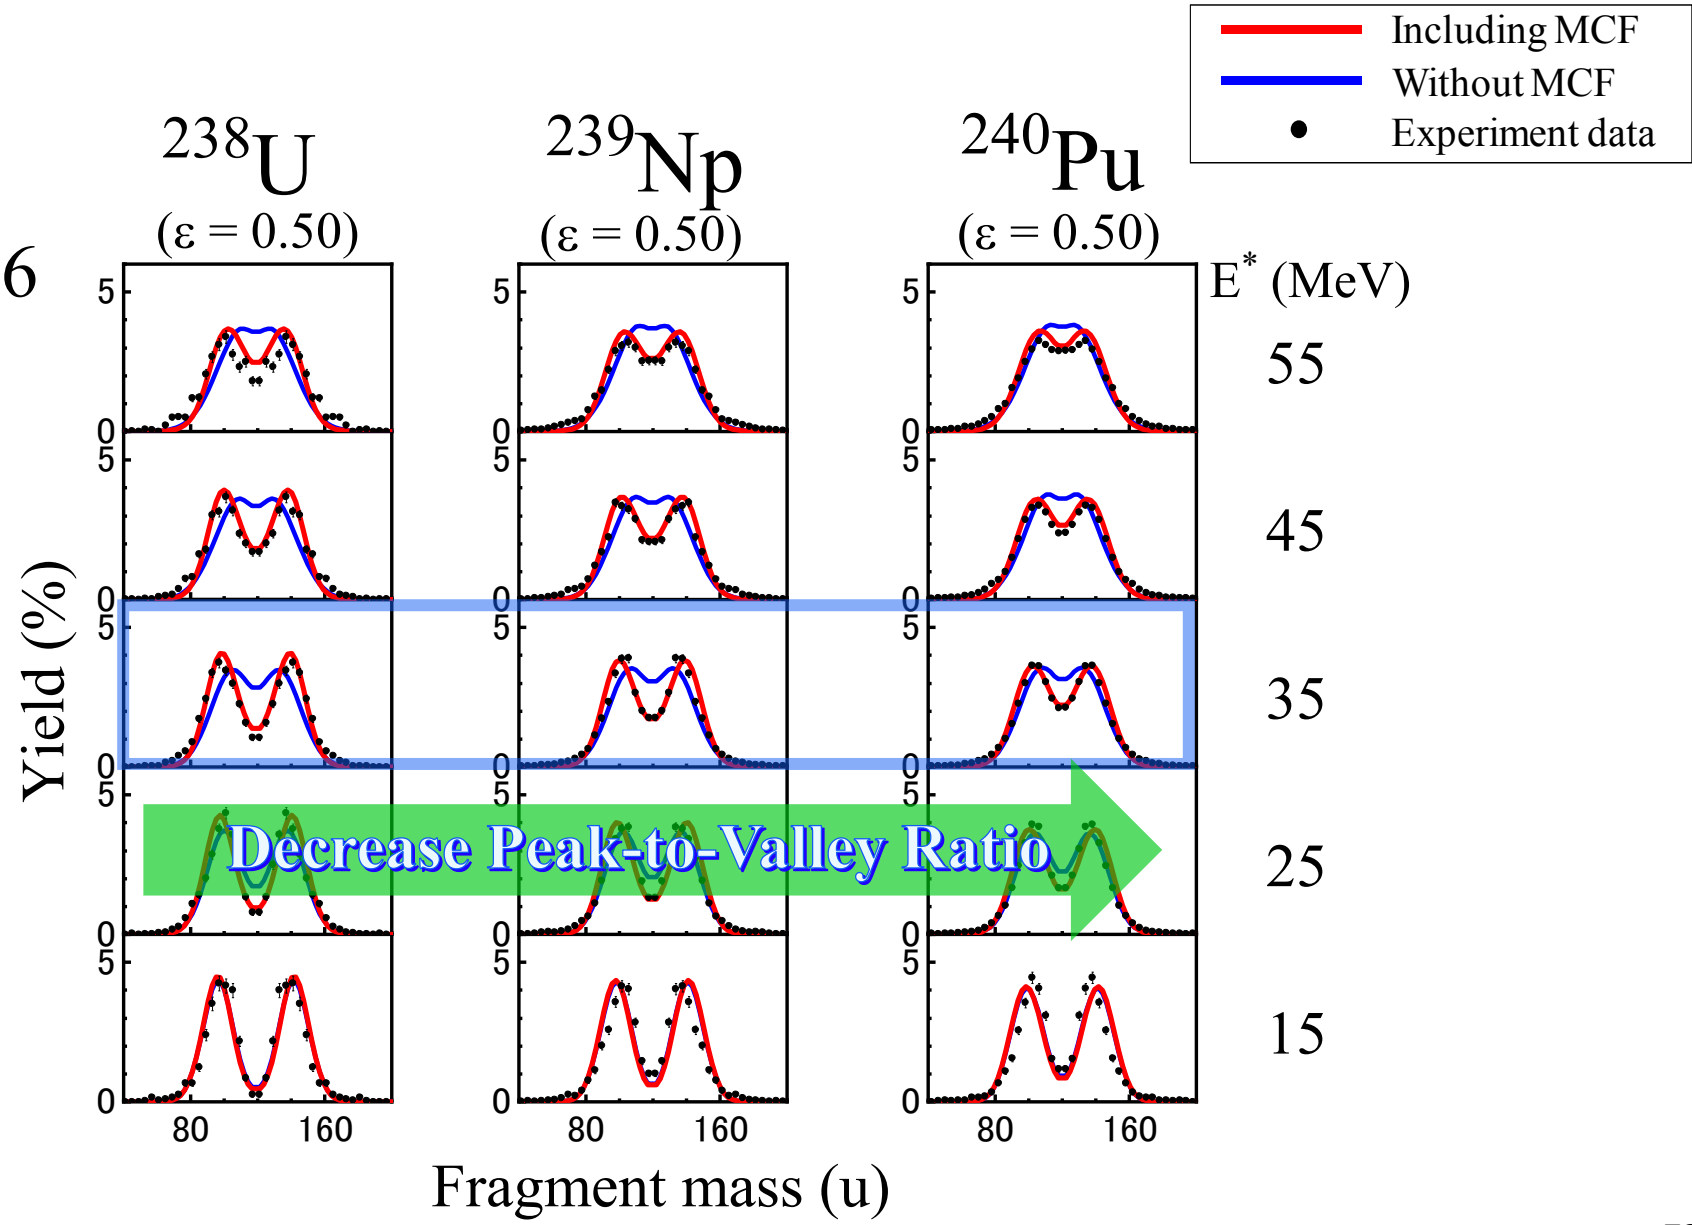 Including MCF
Without MCF
Experiment data
238U 239Np 240Pu
(ε = 0.50) (ε = 0.50) (ε = 0.50)
6
E* (MeV)
5 5 5
55
0 0 0
5 5 5
45
0 0 0
5 5 5
35
0 0 0
5 5 5
Decrease Peak-to-Valley Ratio
25
0 0 0
5 5 5
15
0 0 0
80 160 80 160 80 160
Yield (%)
Fragment mass (u)